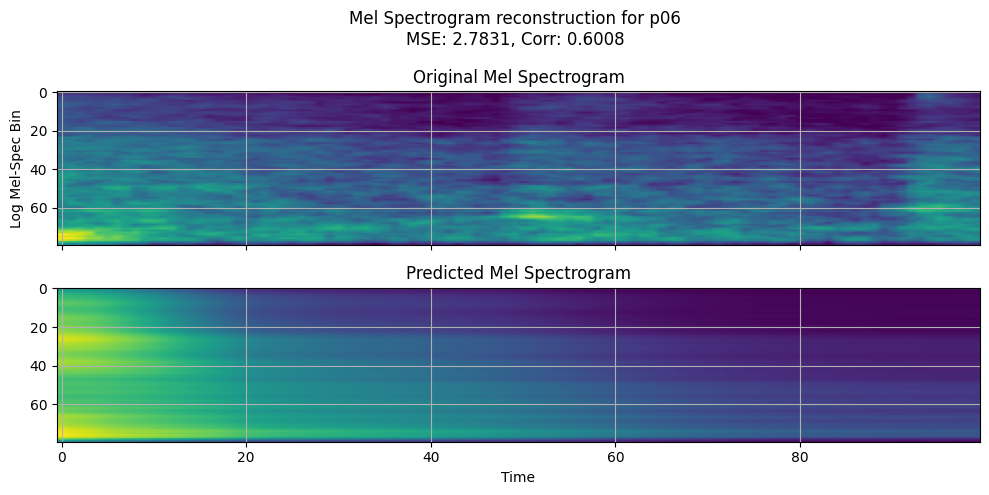 Mel Spectrogram reconstruction for p06
MSE: 2.7831, Corr: 0.6008
Original Mel Spectrogram
0
20
40
60
Log Mel-Spec Bin
Predicted Mel Spectrogram
0
20
40
60
0 20 40 60 80
Time